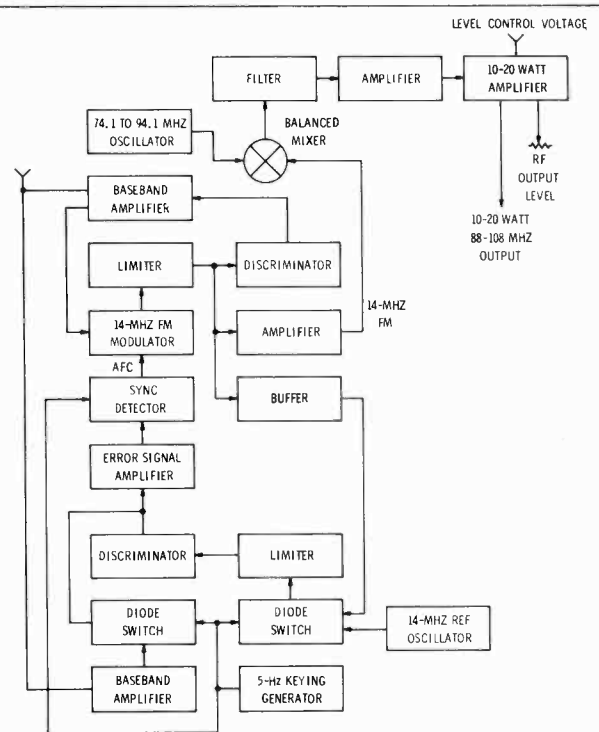 LEVEL CONTROL VOLTAGE
FILTER
AMPLIFIER
10-20 WATT
AMPLIFIER
74.1 TO 94.1 MHZ
OSCILLATOR
BALANCED
MIXER
RF
OUTPUT
LEVEL
10-20 WATT
88-108 MHZ
OUTPUT
BASEBAND
AMPLIFIER
LIMITER
DISCRIMINATOR
14-MHZ FM
MODULATOR
AMPLIFIER
14-MHZ
FM
AFC
SYNC
DETECTOR
BUFFER
ERROR SIGNAL
AMPLIFIER
DISCRIMINATOR
LIMITER
DIODE
SWITCH
DIODE
SWITCH
14-MHZ REF
OSCILLATOR
BASEBAND
AMPLIFIER
5-Hz KEYING
GENERATOR